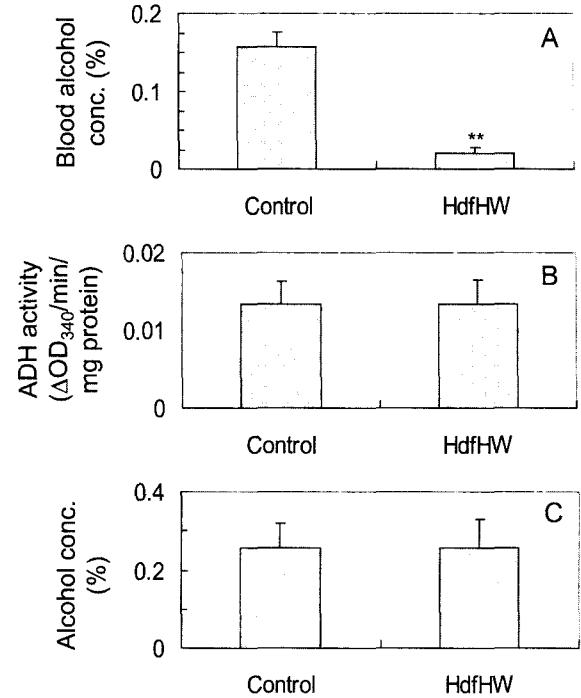 0.2
A
Blood alcohol
conc. (%)
0.1
**
0
Control
HdfHW
0.02
B
ADH activity
(ΔOD340/min/
mg protein)
0.01
0
Control
HdfHW
0.4
C
Alcohol conc.
(%)
0.2
0
Control
HdfHW